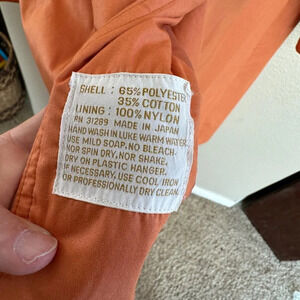 SHELL : 65% POLYESTER
35% COTTON
LINING : 100% NYLON
RN 31289 MADE IN JAPAN
HAND WASH IN LUKE WARM WATER.
USE MILD SOAP, NO BLEACH,
NOR SPIN DRY, NOR SHAKE.
DRY ON PLASTIC HANGER.
IF NECESSARY, USE COOL IRON
OR PROFESSIONALLY DRY CLEAN.